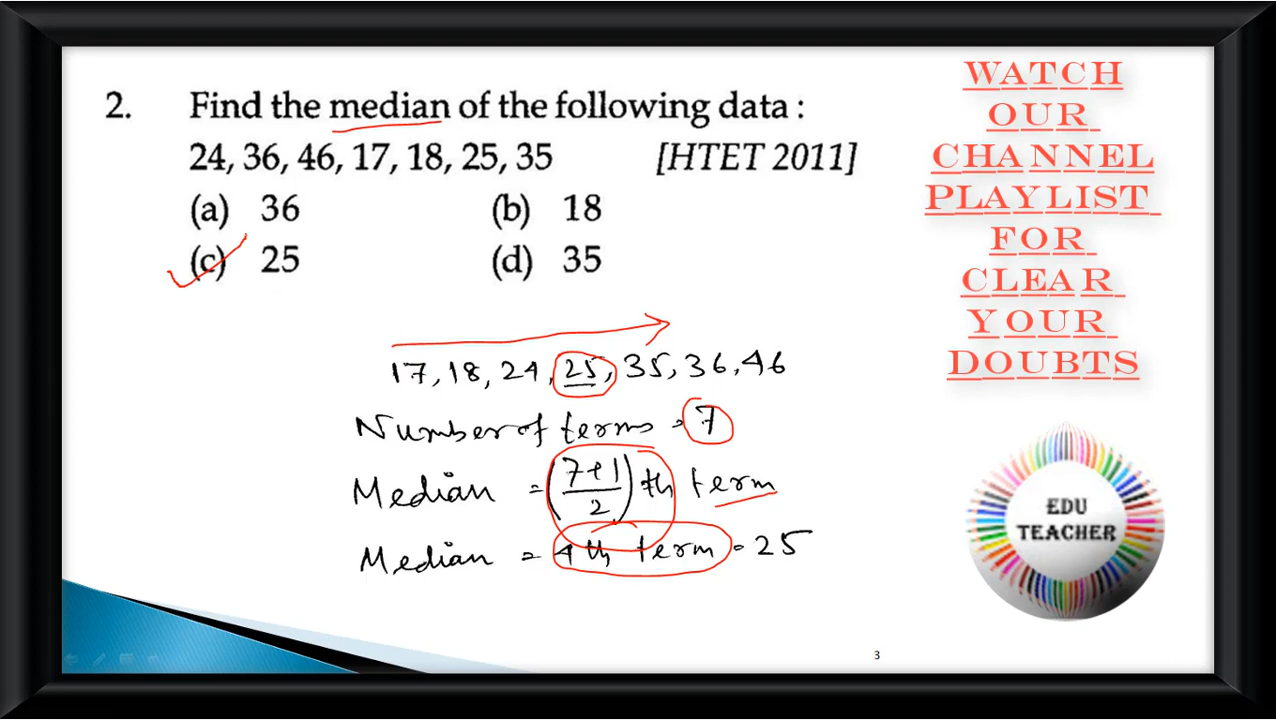 2. Find the median of the following data :
24, 36, 46, 17, 18, 25, 35 [HTET 2011]
(a) 36 (b) 18
(c) 25 (d) 35
17, 18, 24, 25, 35, 36, 46
Number of terms = 7
Median = (7+1/2)th term
Median = 4th term = 25
WATCH
OUR
CHANNEL
PLAYLIST
FOR
CLEAR
YOUR
DOUBTS
EDU
TEACHER
3